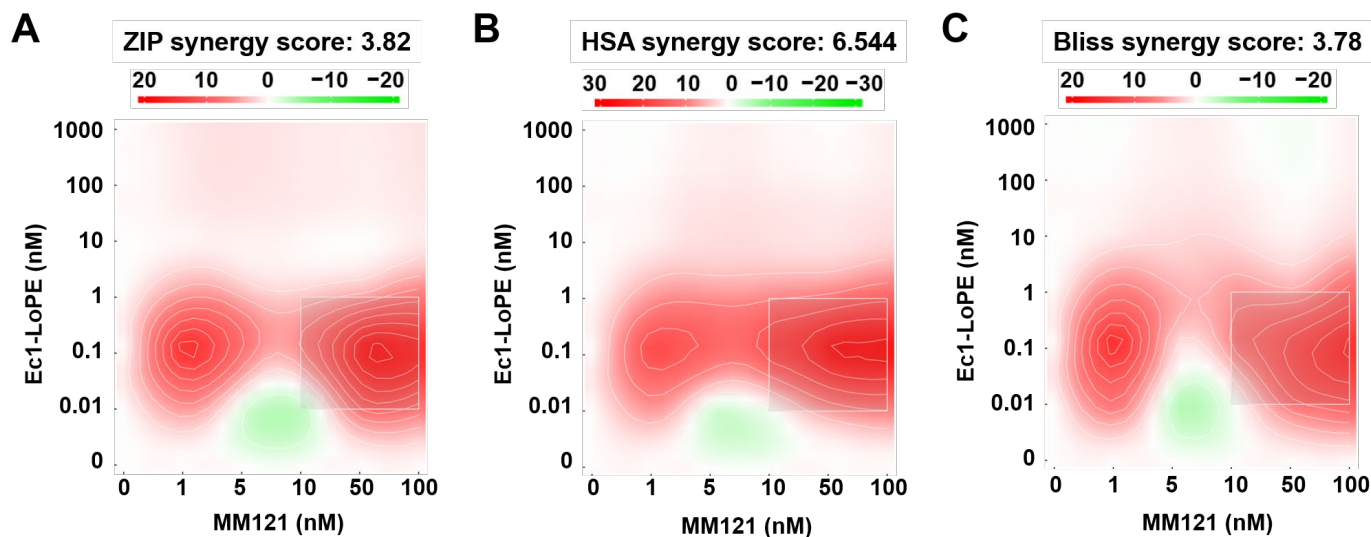 A
ZIP synergy score: 3.82
20 10 0 −10 −20
1000
100
10
1
0.1
0.01
0
Ec1-LoPE (nM)
0 1 5 10 50 100
MM121 (nM)
B
HSA synergy score: 6.544
30 20 10 0 −10 −20 −30
1000
100
10
1
0.1
0.01
0
Ec1-LoPE (nM)
0 1 5 10 50 100
MM121 (nM)
C
Bliss synergy score: 3.78
20 10 0 −10 −20
1000
100
10
1
0.1
0.01
0
Ec1-LoPE (nM)
0 1 5 10 50 100
MM121 (nM)